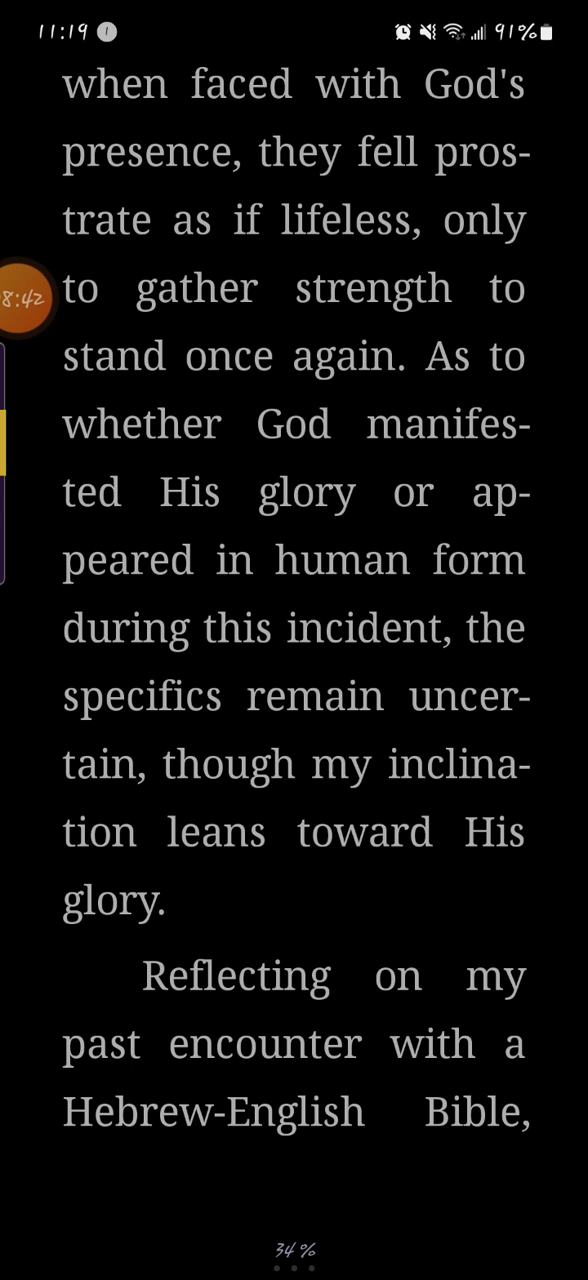 11:19
91%
when faced with God's
presence, they fell pros-
trate as if lifeless, only
8:42
to gather strength to
stand once again. As to
whether God manifes-
ted His glory or ap-
peared in human form
during this incident, the
specifics remain uncer-
tain, though my inclina-
tion leans toward His
glory.
Reflecting on my
past encounter with a
Hebrew-English Bible,
34%